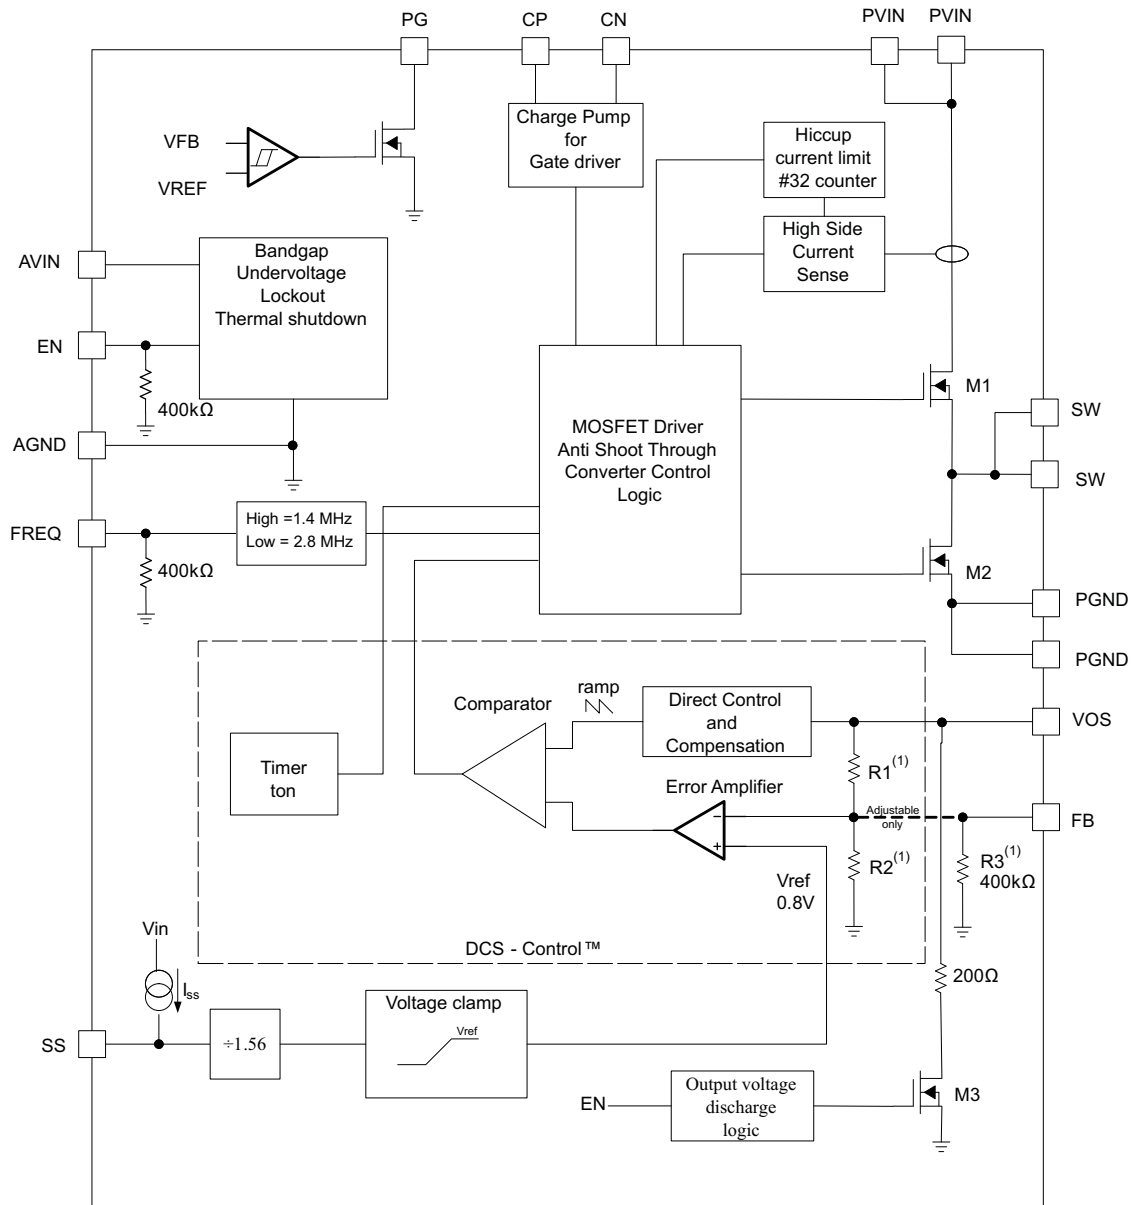 PG
CP
CN
PVIN
PVIN
VFB
VREF
Charge Pump
for
Gate driver
Hiccup
current limit
#32 counter
High Side
Current
Sense
AVIN
Bandgap
Undervoltage
Lockout
Thermal shutdown
EN
400kΩ
AGND
MOSFET Driver
Anti Shoot Through
Converter Control
Logic
M1
SW
SW
FREQ
High =1.4 MHz
Low = 2.8 MHz
400kΩ
M2
PGND
PGND
Comparator
ramp
Direct Control
and
Compensation
VOS
Timer
ton
Error Amplifier
R1(1)
Adjustable
only
FB
−
+
R2(1)
R3(1)
400kΩ
Vref
0.8V
DCS - Control™
Vin
Iss
200Ω
SS
÷1.56
Voltage clamp
Vref
EN
Output voltage
discharge
logic
M3